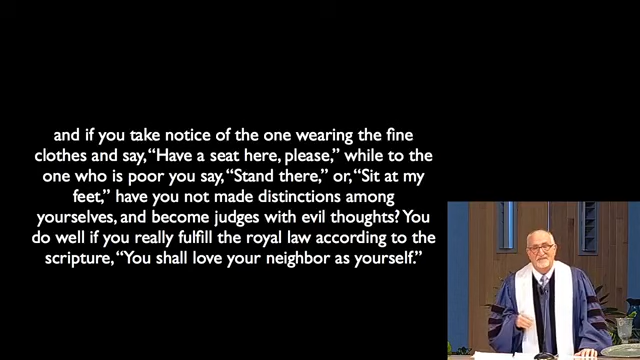 and if you take notice of the one wearing the fine
clothes and say, “Have a seat here, please,” while to the
one who is poor you say, “Stand there,” or, “Sit at my
feet,” have you not made distinctions among
yourselves, and become judges with evil thoughts? You
do well if you really fulfill the royal law according to the
scripture, “You shall love your neighbor as yourself.”